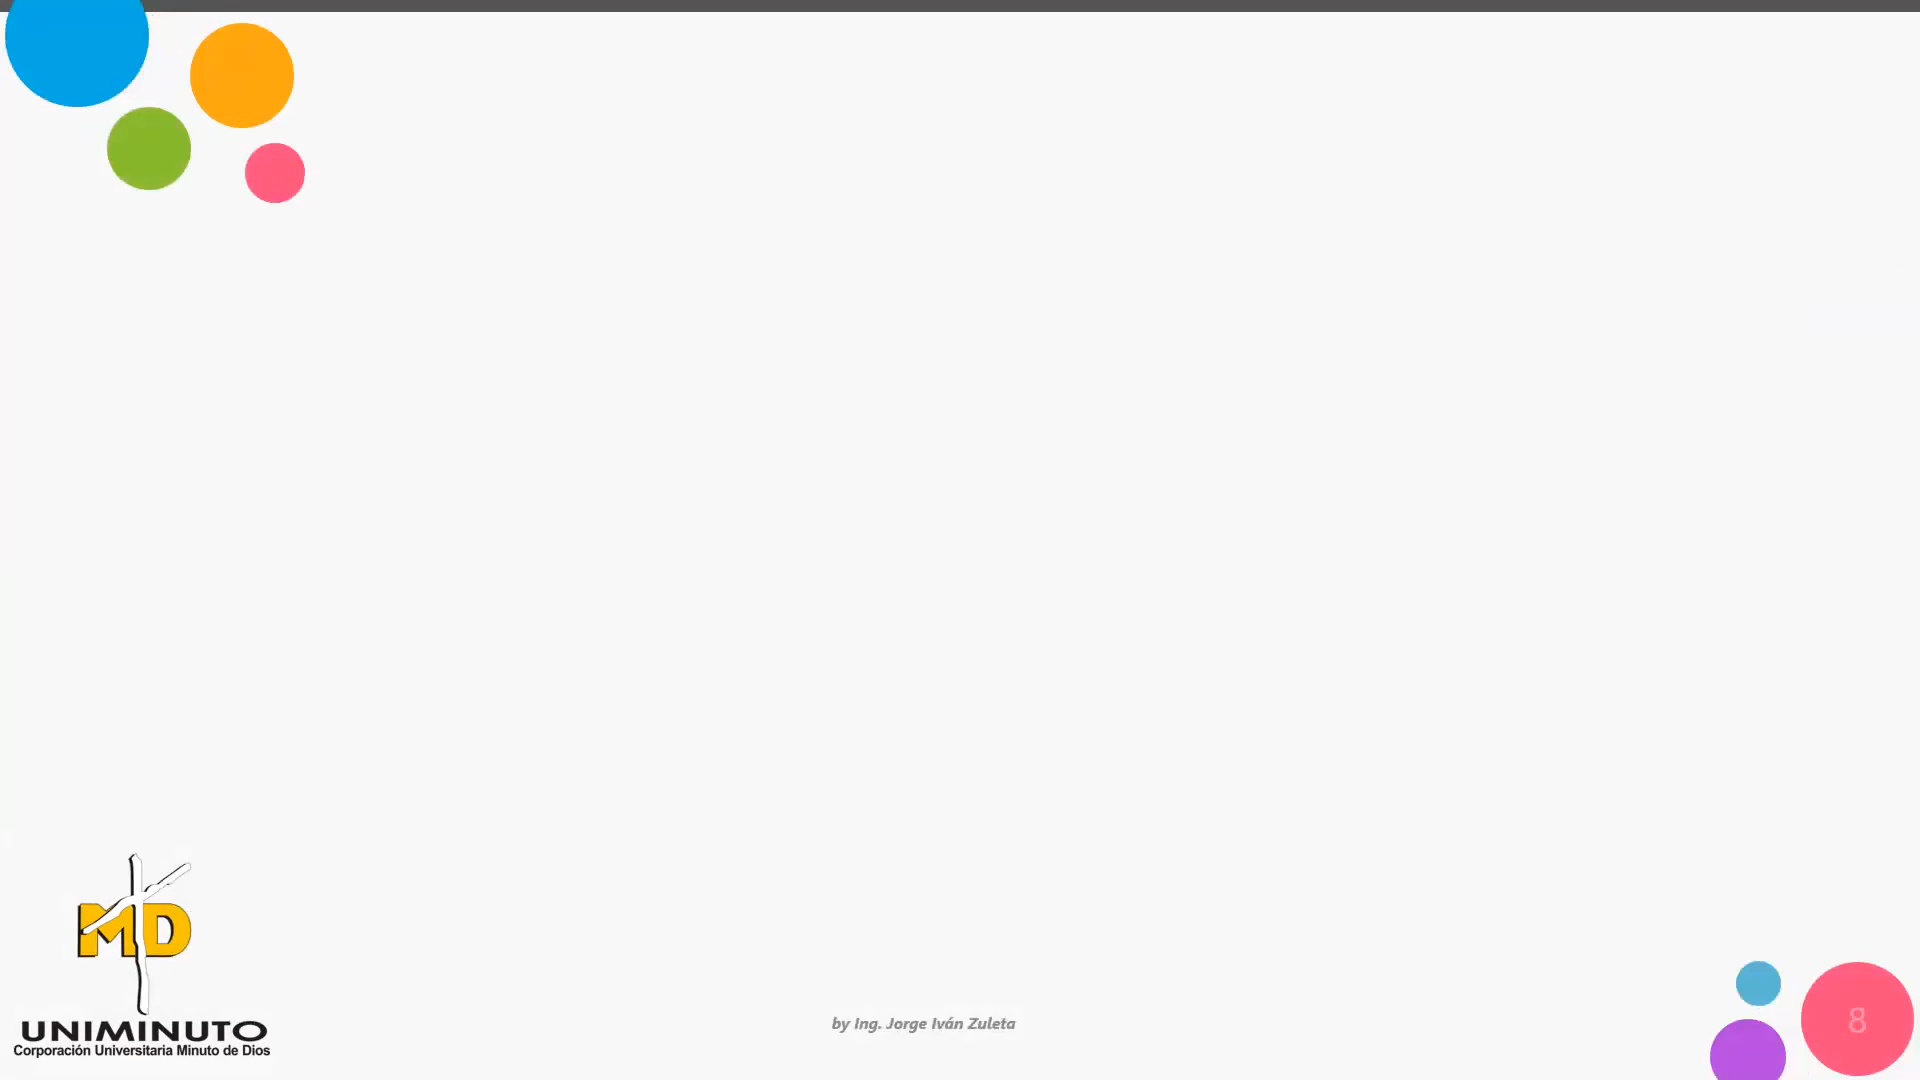 MD
UNIMINUTO
Corporación Universitaria Minuto de Dios
by Ing. Jorge Iván Zuleta
8